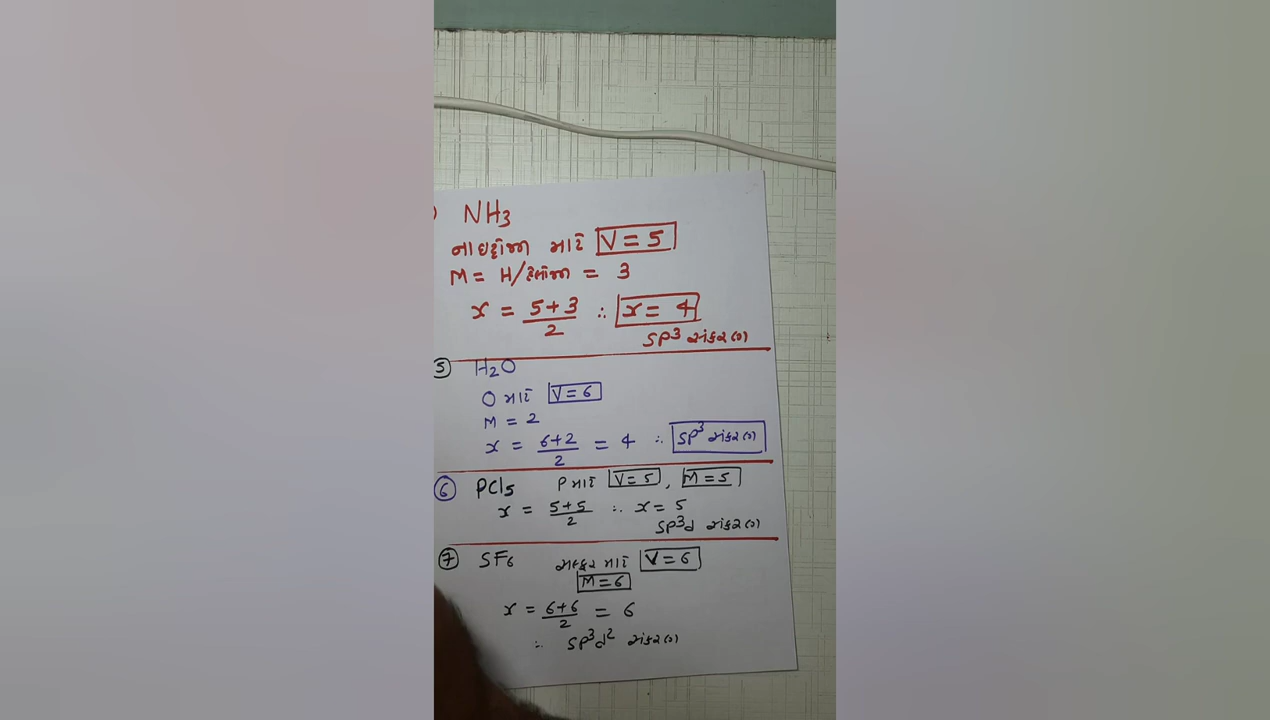 ) NH3
નાઇટ્રોજન માટે V = 5
M = H/હેલોજન = 3
x = 5+3/2 ∴ x = 4
SP³ સંકરણ
⑤ H2O
O માટે V = 6
M = 2
x = 6+2/2 = 4 ∴ SP³ સંકરણ
⑥ PCl5 P માટે V = 5 , M = 5
x = 5+5/2 ∴ x = 5
SP³d સંકરણ
⑦ SF6 સલ્ફર માટે V = 6
M = 6
x = 6+6/2 = 6
∴ SP³d² સંકરણ